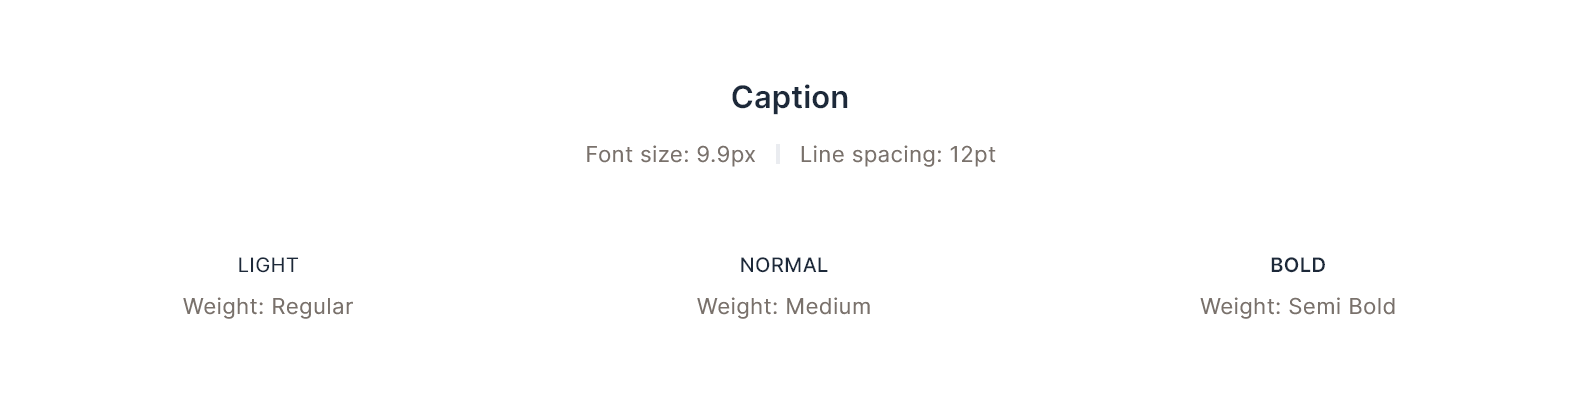 Caption
Font size: 9.9px | Line spacing: 12pt
LIGHT NORMAL BOLD
Weight: Regular Weight: Medium Weight: Semi Bold